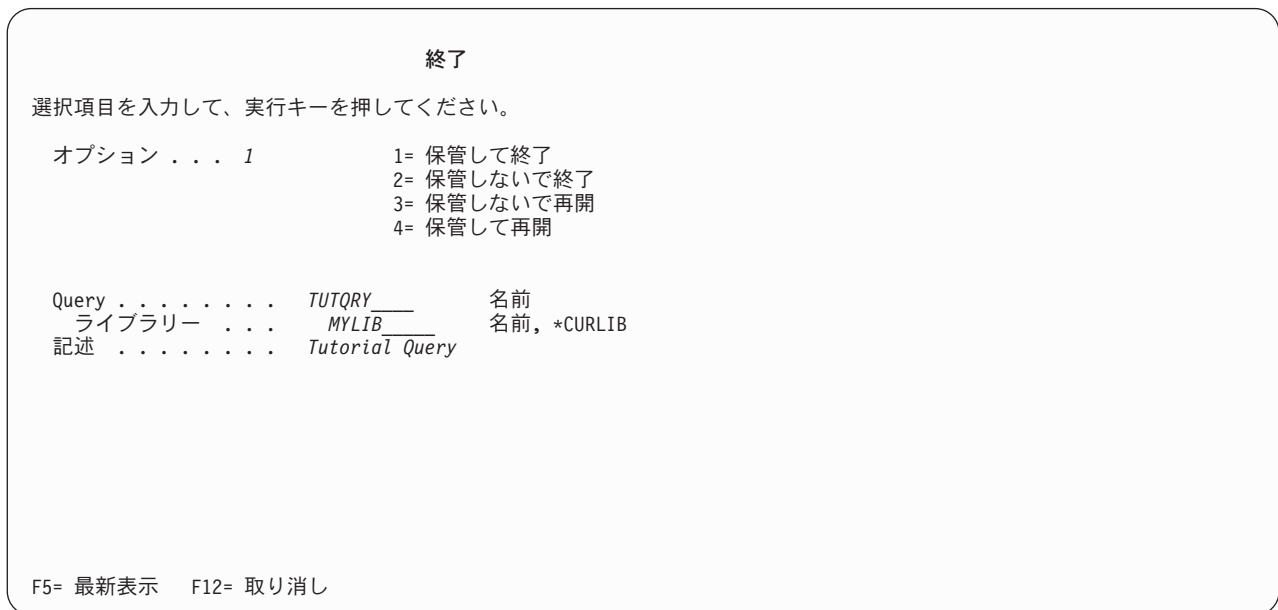 終了
選択項目を入力して、実行キーを押してください。
オプション . . . 1 1= 保管して終了
2= 保管しないで終了
3= 保管しないで再開
4= 保管して再開
Query . . . . . . . . TUTQRY____ 名前
ライブラリー . . . MYLIB_____ 名前, *CURLIB
記述 . . . . . . . . Tutorial Query
F5= 最新表示 F12= 取り消し